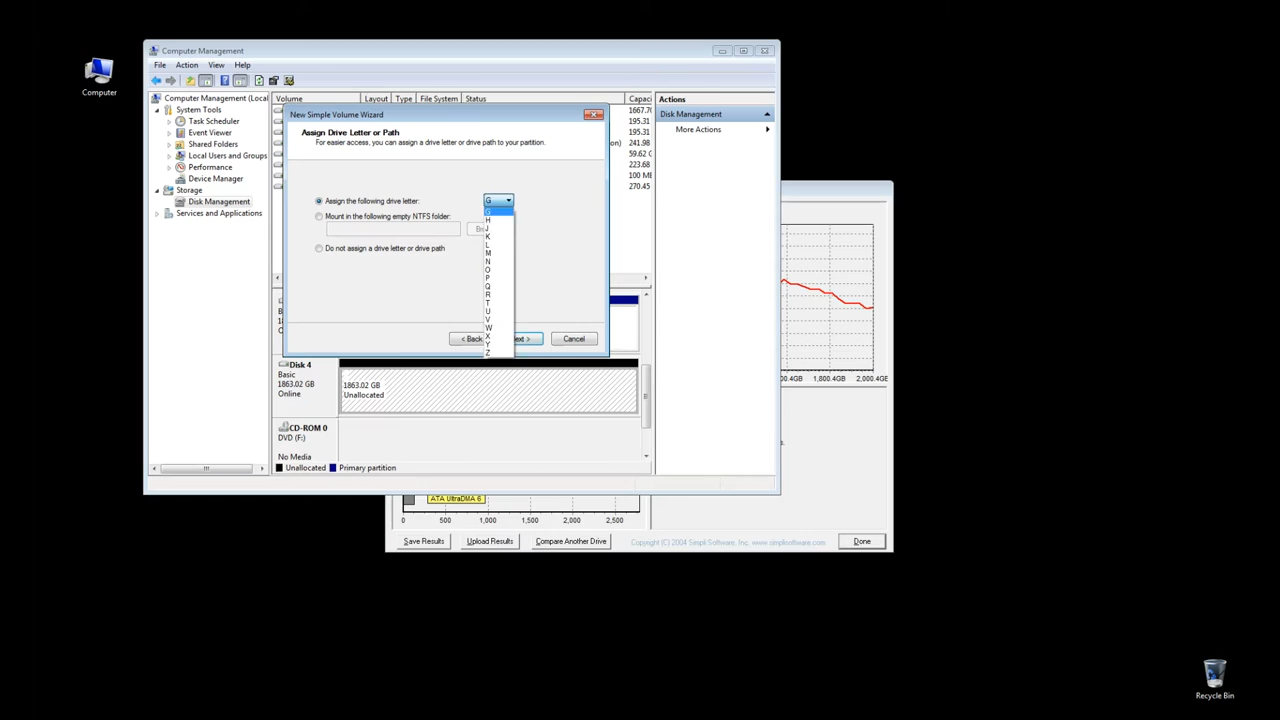 Computer
Computer Management
File Action View Help
Computer Management (Local
System Tools
Task Scheduler
Event Viewer
Shared Folders
Local Users and Groups
Performance
Device Manager
Storage
Disk Management
Services and Applications
Volume Layout Type File System Status Capaci
1667.70
195.31
195.31
241.98
59.62 G
223.68
100 MB
270.45
Actions
Disk Management
More Actions
New Simple Volume Wizard
Assign Drive Letter or Path
For easier access, you can assign a drive letter or drive path to your partition.
Assign the following drive letter: G
Mount in the following empty NTFS folder:
Do not assign a drive letter or drive path
G
H
J
K
L
M
N
O
P
Q
R
T
U
V
W
X
Y
Z
< Back
ext >
Cancel
Disk 4
Basic
1863.02 GB
Online
1863.02 GB
Unallocated
CD-ROM 0
DVD (F:)
No Media
Unallocated Primary partition
1,800.4GB 2,000.4GE
ATA UltraDMA 6
0 500 1,000 1,500 2,000 2,500
Save Results Upload Results Compare Another Drive
Copyright (C) 2004 Simpli Software, Inc. www.simplisoftware.com
Done
Recycle Bin